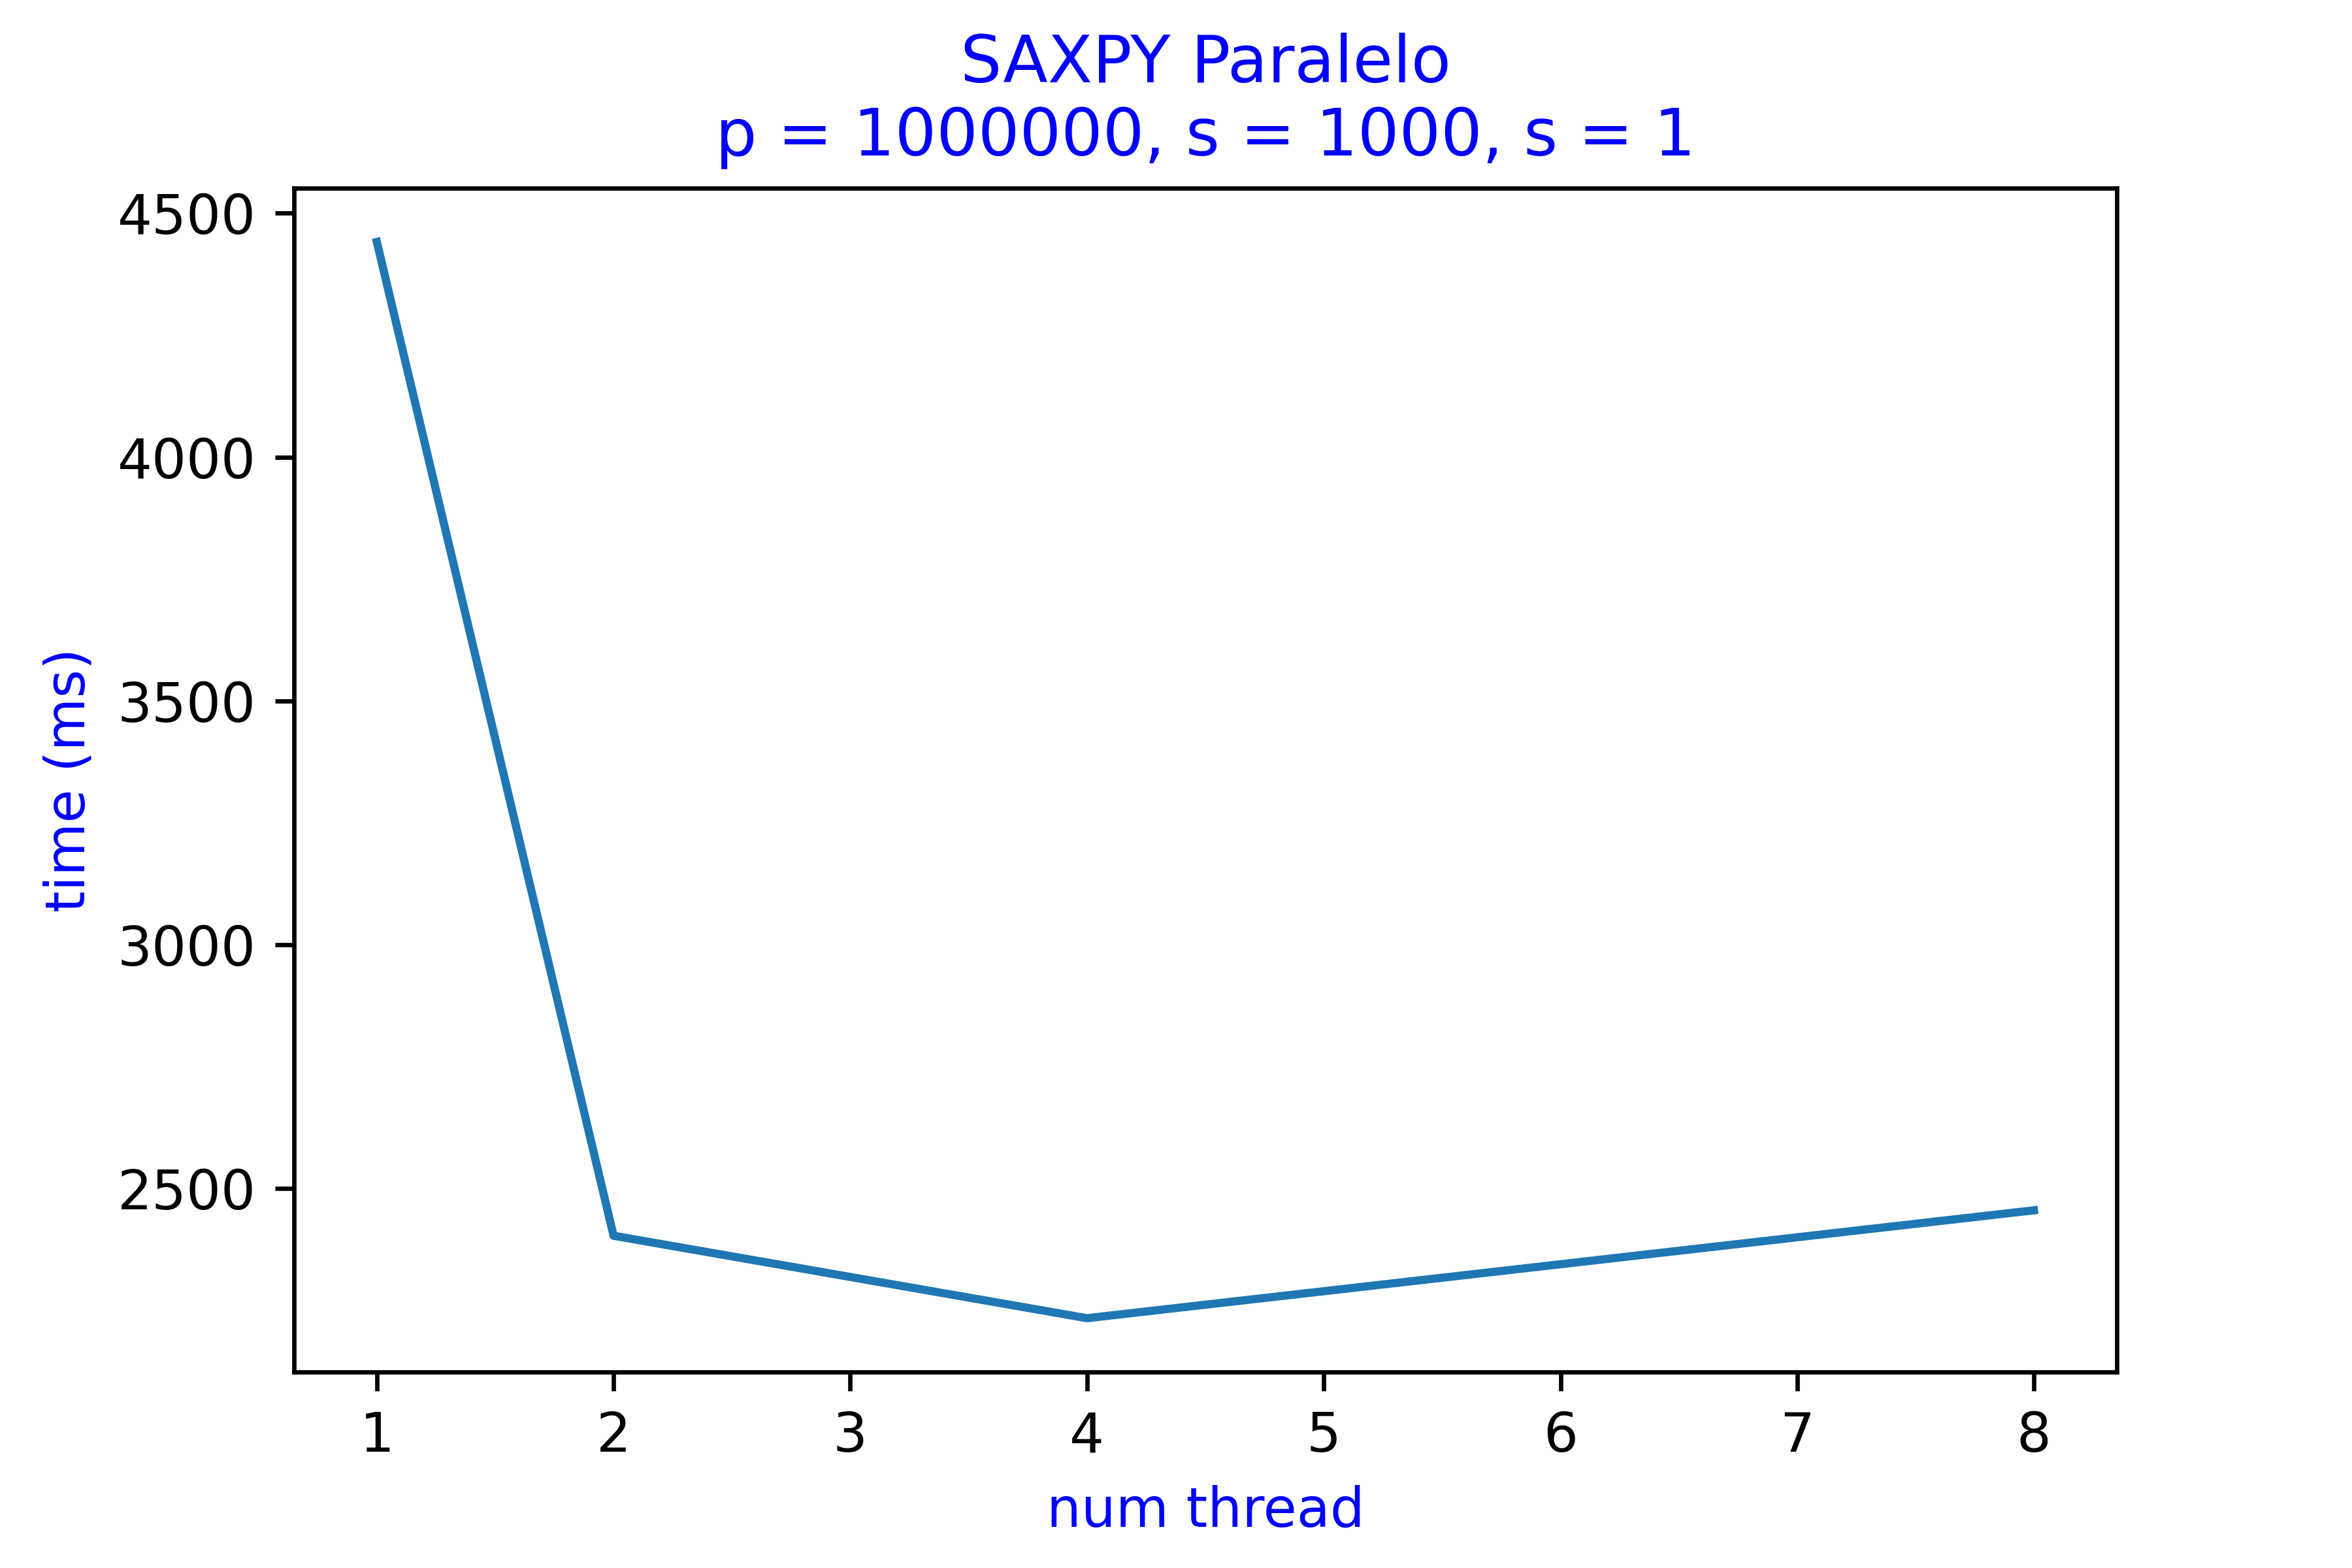 SAXPY Paralelo
p = 1000000, s = 1000, s = 1
4500
4000
3500
3000
2500
time (ms)
1 2 3 4 5 6 7 8
num thread